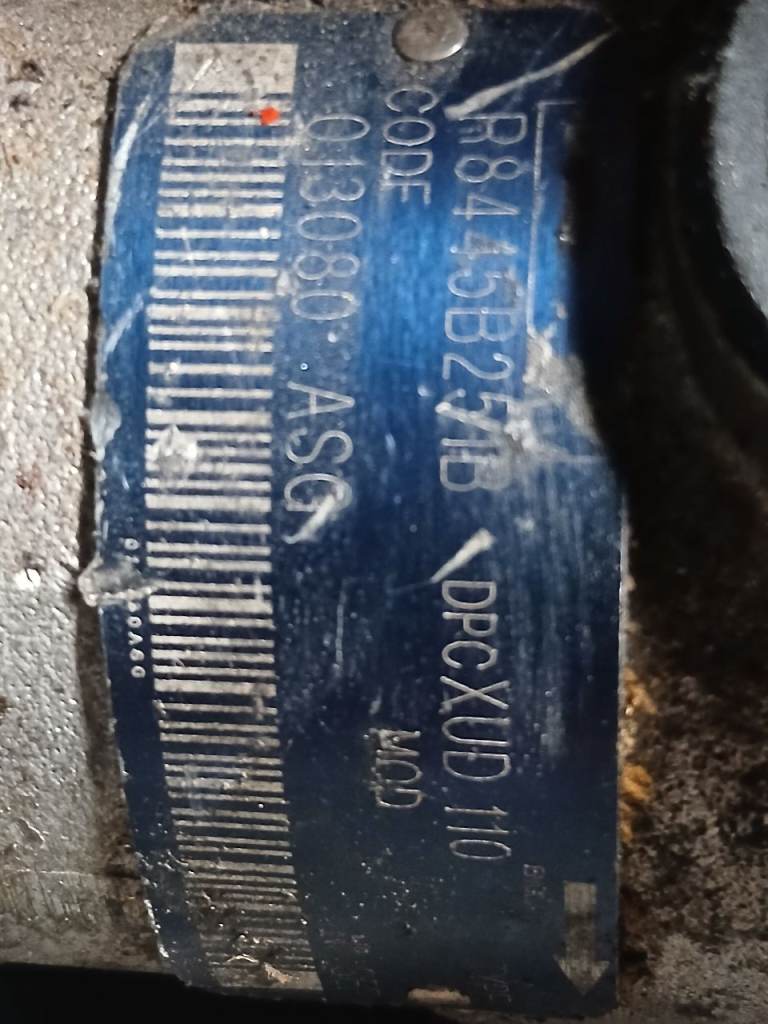 R8445B251B DPCXUD 110
CODE MOD
013080 ASG